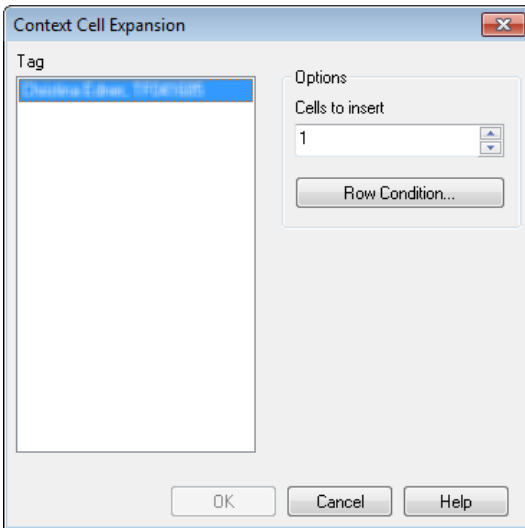 Context Cell Expansion
Tag
Options
Cells to insert
1
Row Condition...
OK
Cancel
Help